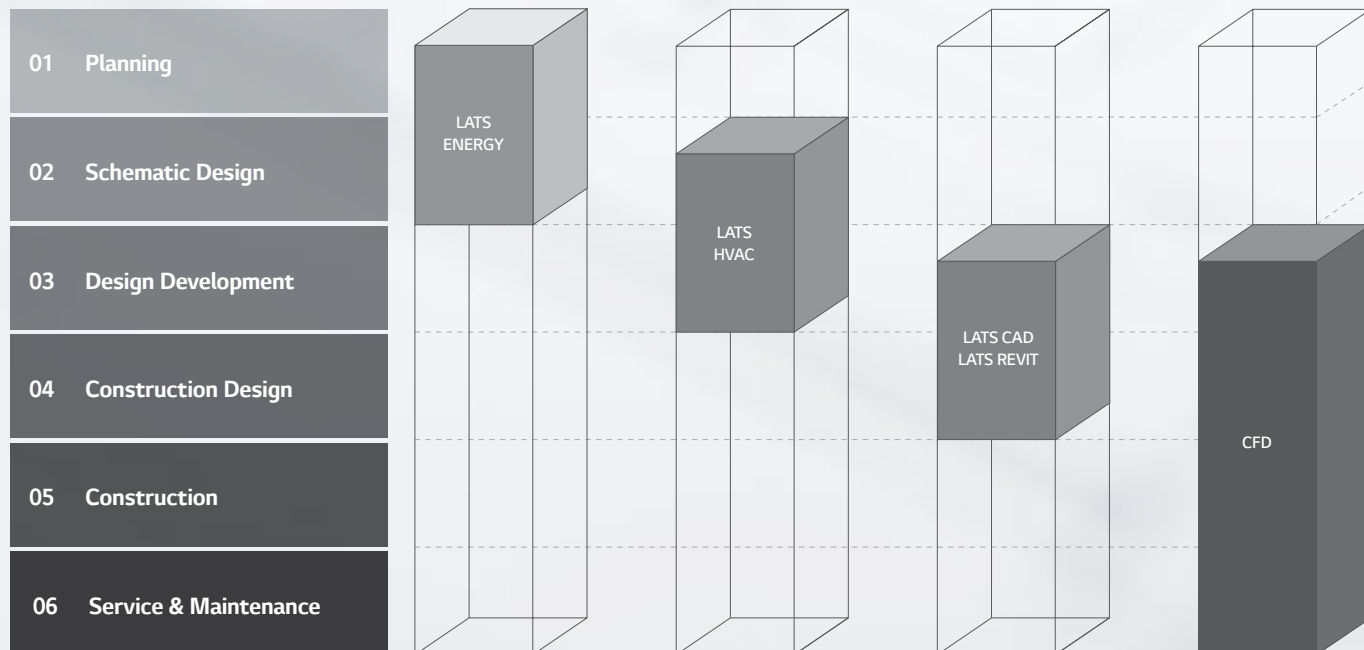 01 Planning
02 Schematic Design
03 Design Development
04 Construction Design
05 Construction
06 Service & Maintenance
LATS
ENERGY
LATS
HVAC
LATS CAD
LATS REVIT
CFD